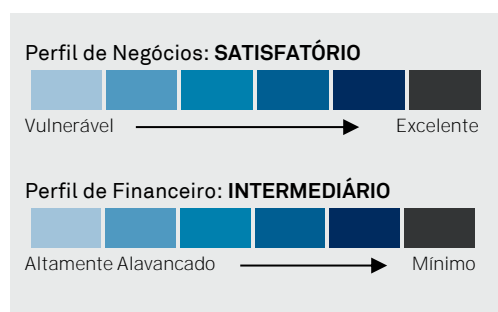 Perfil de Negócios: SATISFATÓRIO
Vulnerável Excelente
Perfil de Financeiro: INTERMEDIÁRIO
Altamente Alavancado Mínimo